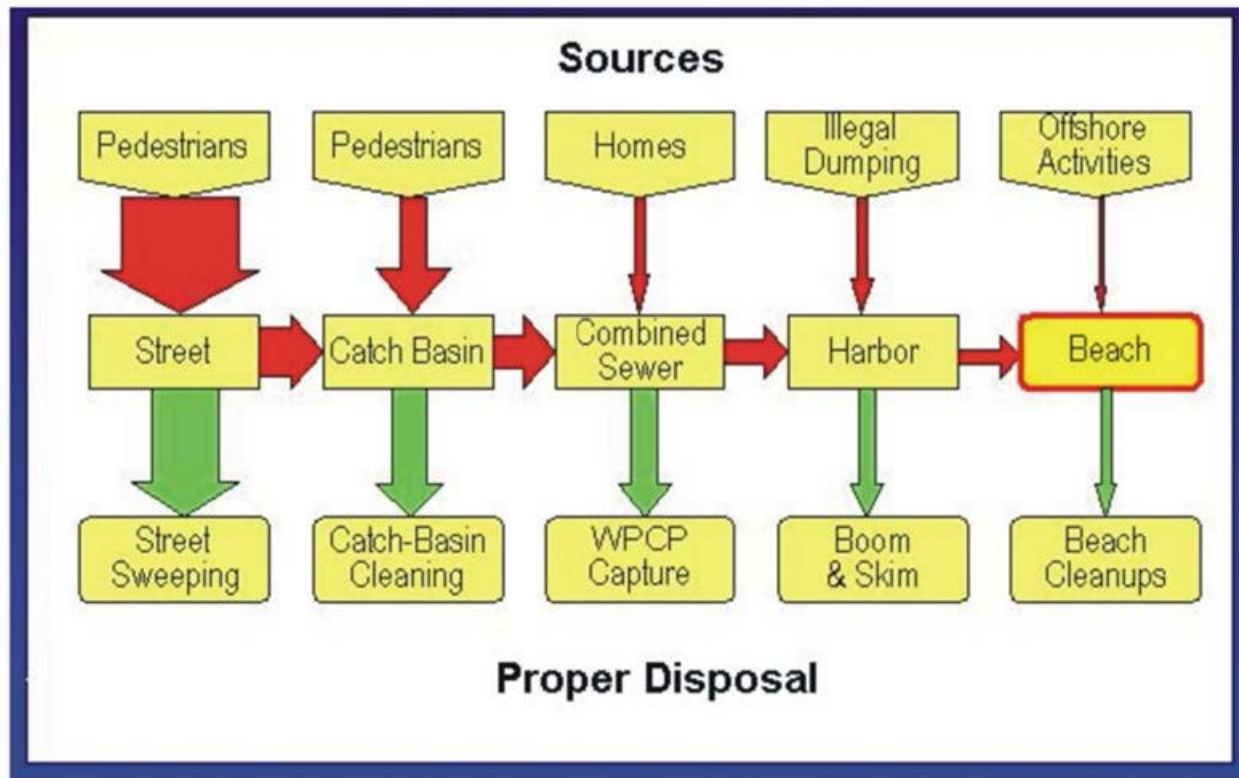 Sources
Pedestrians
Pedestrians
Homes
Illegal
Dumping
Offshore
Activities
Street
Catch Basin
Combined
Sewer
Harbor
Beach
Street
Sweeping
Catch-Basin
Cleaning
WPCP
Capture
Boom
& Skim
Beach
Cleanups
Proper Disposal